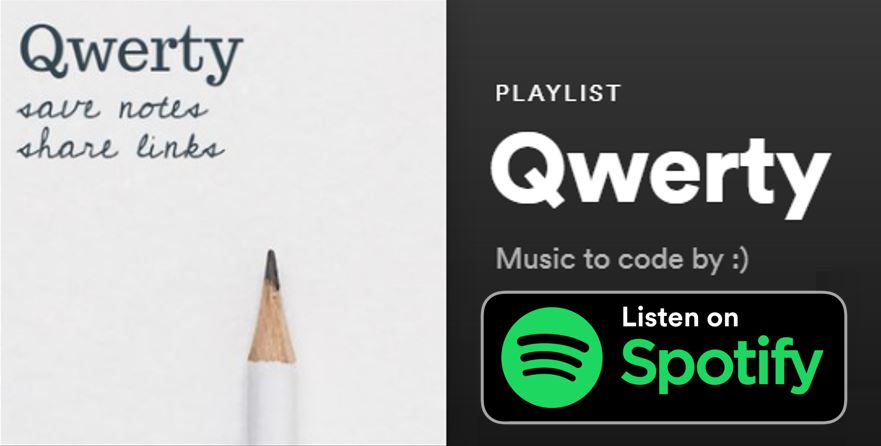 Qwerty
save notes
share links
PLAYLIST
Qwerty
Music to code by :)
Listen on
Spotify